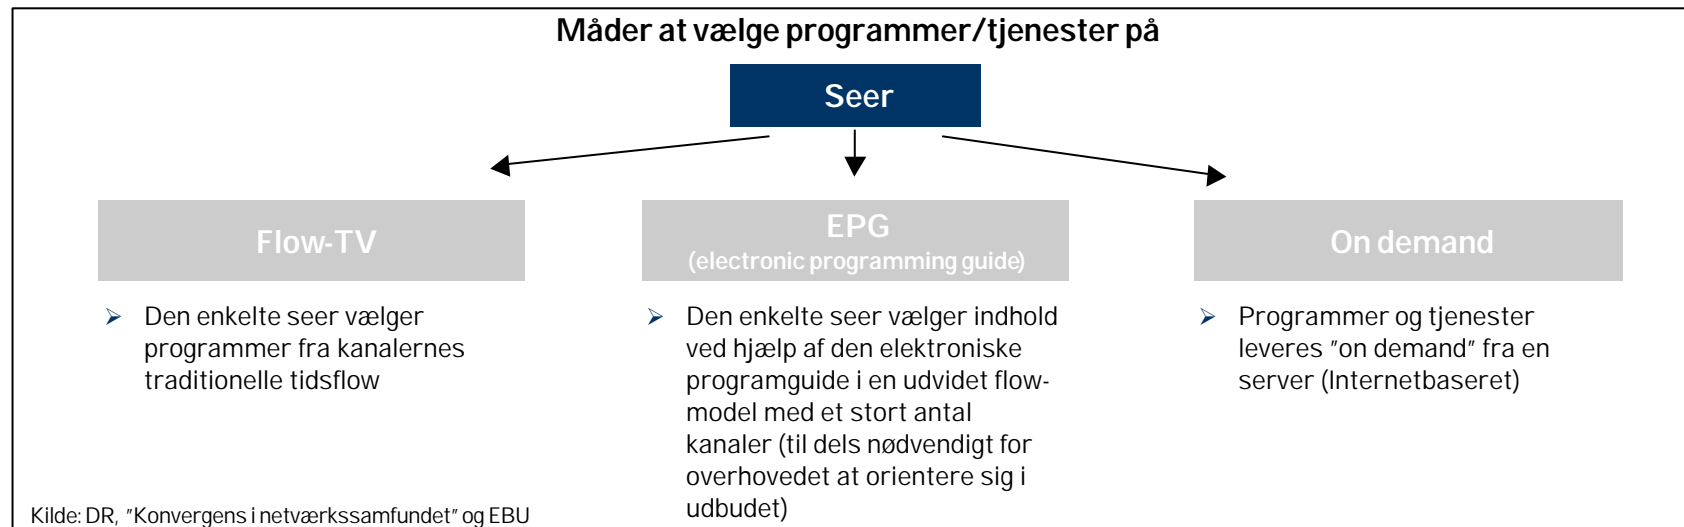 Måder at vælge programmer/tjenester på
Seer
Flow-TV
➢ Den enkelte seer vælger
programmer fra kanalernes
traditionelle tidsflow
EPG
(electronic programming guide)
➢ Den enkelte seer vælger indhold
ved hjælp af den elektroniske
programguide i en udvidet flow-
model med et stort antal
kanaler (til dels nødvendigt for
overhovedet at orientere sig i
udbudet)
On demand
➢ Programmer og tjenester
leveres ”on demand” fra en
server (Internetbaseret)
Kilde: DR, ”Konvergens i netværkssamfundet” og EBU